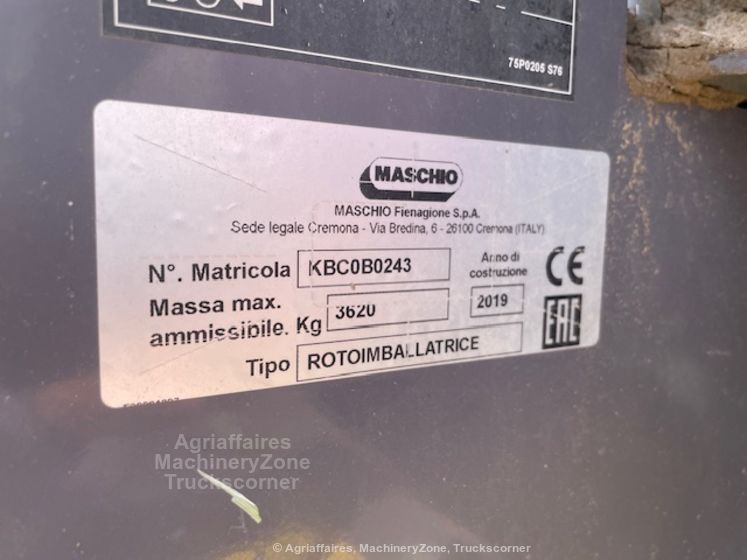 75P0205 S76
MASCHIO
MASCHIO Fienagione S.p.A.
Sede legale Cremona - Via Bredina, 6 - 26100 Cremona (ITALY)
N°. Matricola KBC0B0243
Anno di costruzione 2019
CE
Massa max. ammissibile. Kg 3620
EAC
Tipo ROTOIMBALLATRICE
Agriaffaires
MachineryZone
Truckscorner
© Agriaffaires, MachineryZone, Truckscorner